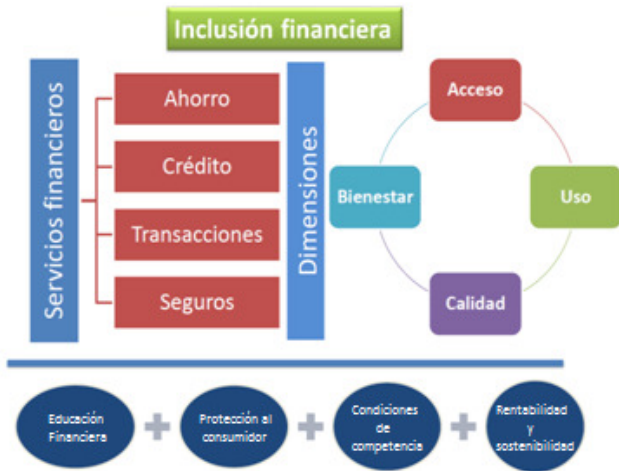 Inclusión financiera
Servicios financieros
Ahorro
Crédito
Transacciones
Seguros
Dimensiones
Acceso
Bienestar
Uso
Calidad
Educación
Financiera
Protección al
consumidor
Condiciones
de
competencia
Rentabilidad
y
sostenibilidad